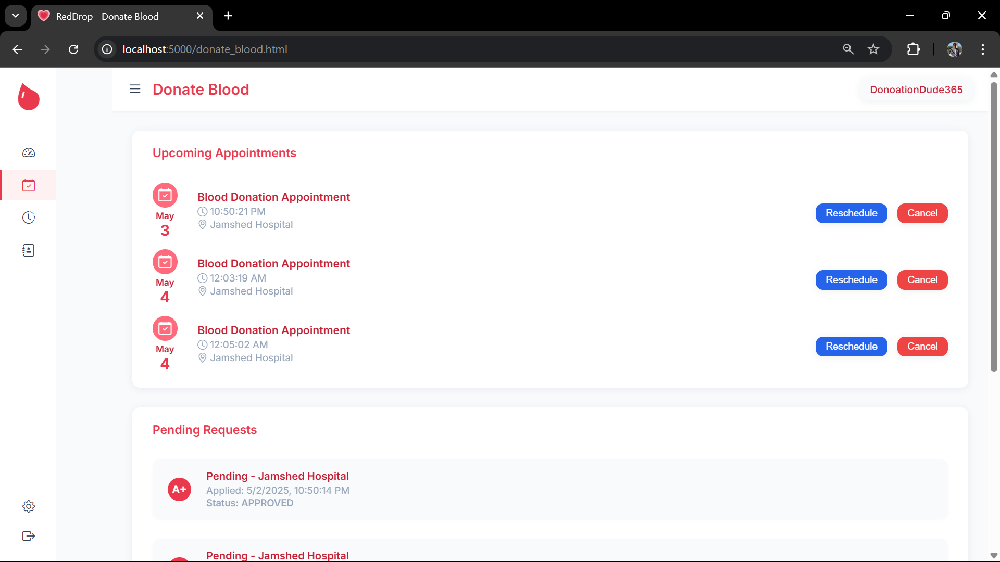 RedDrop - Donate Blood
localhost:5000/donate_blood.html
Donate Blood
DonoationDude365
Upcoming Appointments
May
3
Blood Donation Appointment
10:50:21 PM
Jamshed Hospital
Reschedule
Cancel
May
4
Blood Donation Appointment
12:03:19 AM
Jamshed Hospital
Reschedule
Cancel
May
4
Blood Donation Appointment
12:05:02 AM
Jamshed Hospital
Reschedule
Cancel
Pending Requests
A+
Pending - Jamshed Hospital
Applied: 5/2/2025, 10:50:14 PM
Status: APPROVED
Pending - Jamshed Hospital